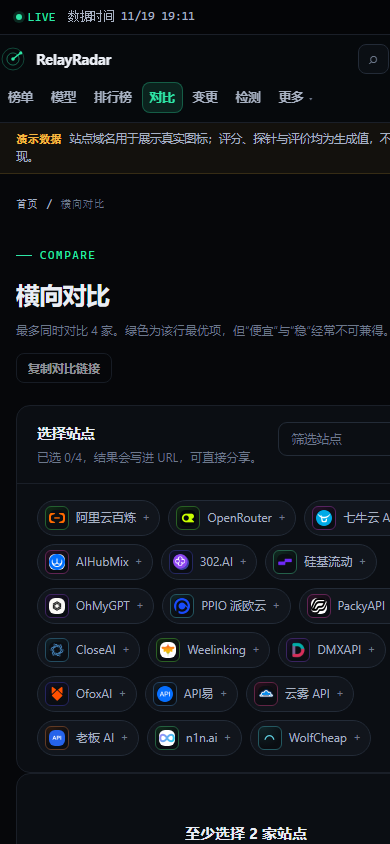 LIVE 数据时间 11/19 19:11
RelayRadar
榜单 模型 排行榜 对比 变更 检测 更多
演示数据 站点域名用于展示真实图标；评分、探针与评价均为生成值，不
现。
首页 / 横向对比
COMPARE
横向对比
最多同时对比 4 家。绿色为该行最优项，但“便宜”与“稳”经常不可兼得。
复制对比链接
选择站点
筛选站点
已选 0/4，结果会写进 URL，可直接分享。
阿里云百炼 + OpenRouter + 七牛云 A
AIHubMix + 302.AI + 硅基流动 +
OhMyGPT + PPIO 派欧云 + PackyAPI
CloseAI + Weelinking + DMXAPI +
OfoxAI + API API易 + 云雾 API +
API 老板 AI + n1n.ai + WolfCheap +
至少选择 2 家站点